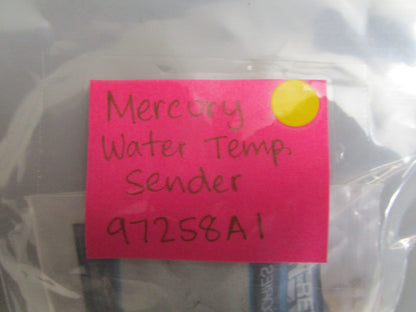 Mercury
Water Temp.
Sender
97258A1